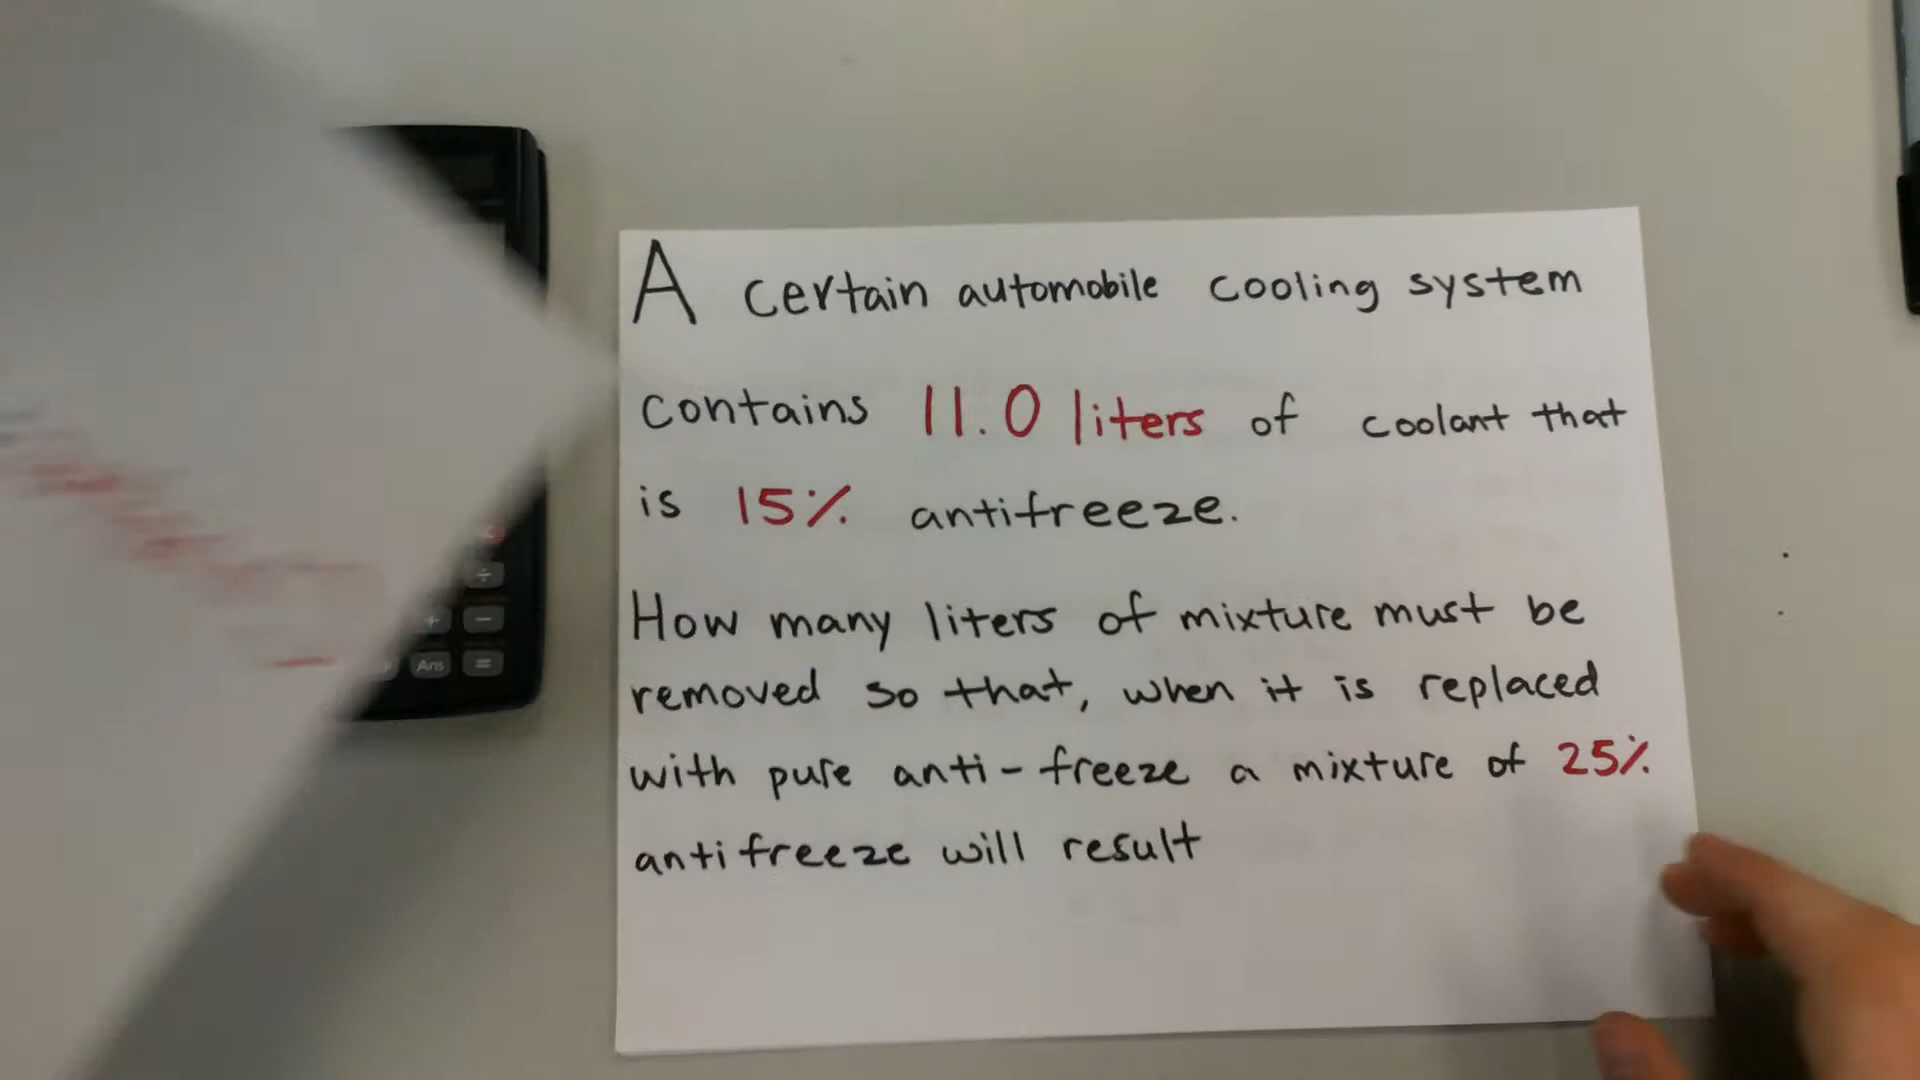 A certain automobile cooling system
contains 11.0 liters of coolant that
is 15% antifreeze.
How many liters of mixture must be
removed so that, when it is replaced
with pure anti-freeze a mixture of 25%
antifreeze will result
÷
+ −
Ans =